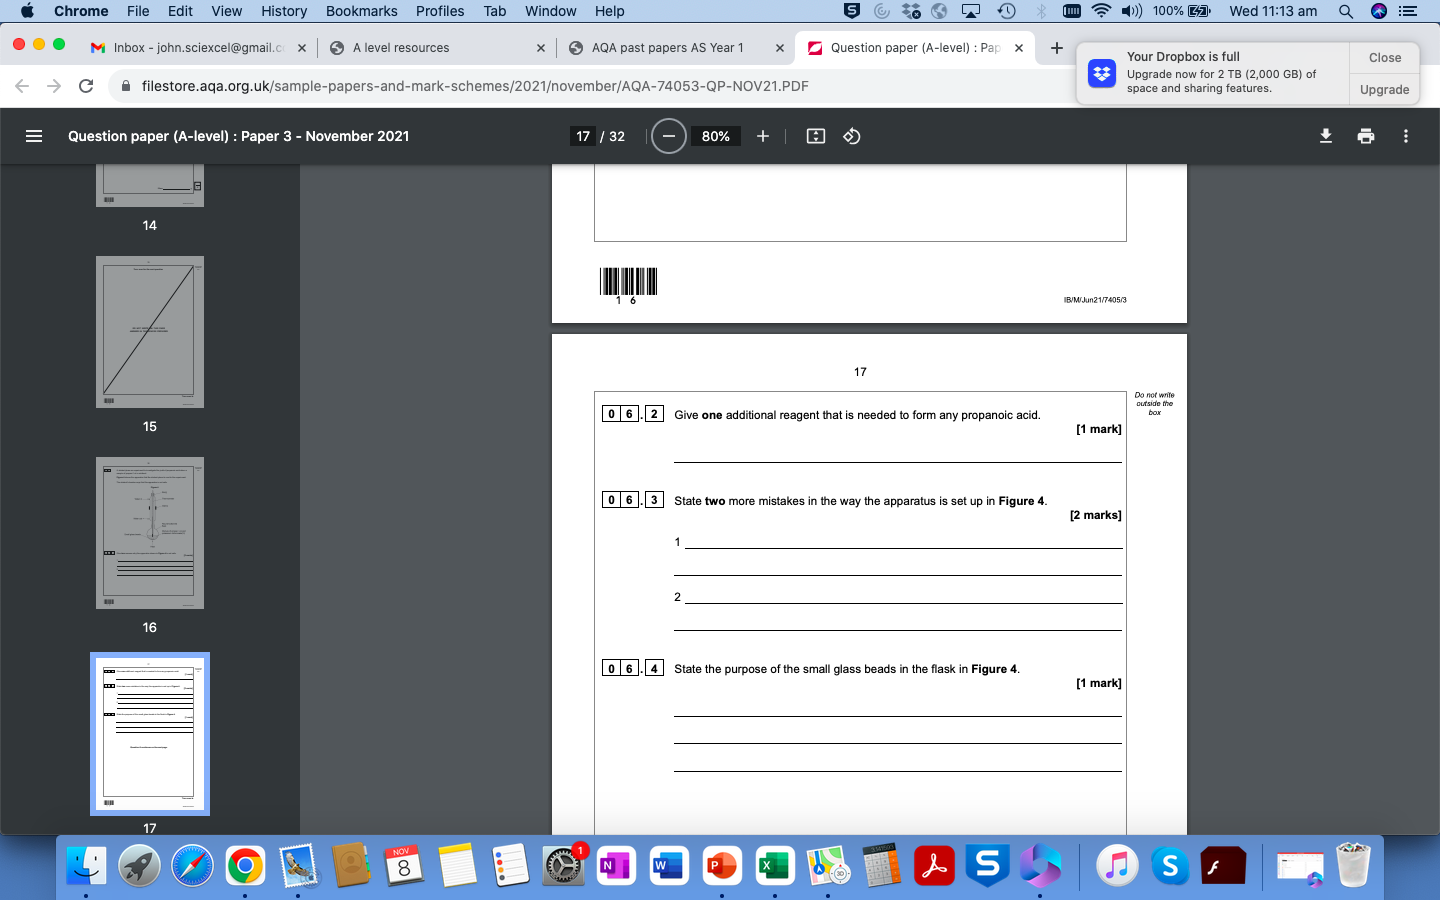 Chrome File Edit View History Bookmarks Profiles Tab Window Help 100% Wed 11:13 am
Inbox - john.sciexcel@gmail.c
A level resources
AQA past papers AS Year 1
Question paper (A-level) : Pap
Your Dropbox is full
Upgrade now for 2 TB (2,000 GB) of
space and sharing features.
Close
Upgrade
filestore.aqa.org.uk/sample-papers-and-mark-schemes/2021/november/AQA-74053-QP-NOV21.PDF
Question paper (A-level) : Paper 3 - November 2021
17 / 32
80%
14
15
16
17
1 6
IB/M/Jun21/7405/3
17
Do not write
outside the
box
0 6 . 2 Give one additional reagent that is needed to form any propanoic acid.
[1 mark]
0 6 . 3 State two more mistakes in the way the apparatus is set up in Figure 4.
[2 marks]
1
2
0 6 . 4 State the purpose of the small glass beads in the flask in Figure 4.
[1 mark]
NOV
8
1